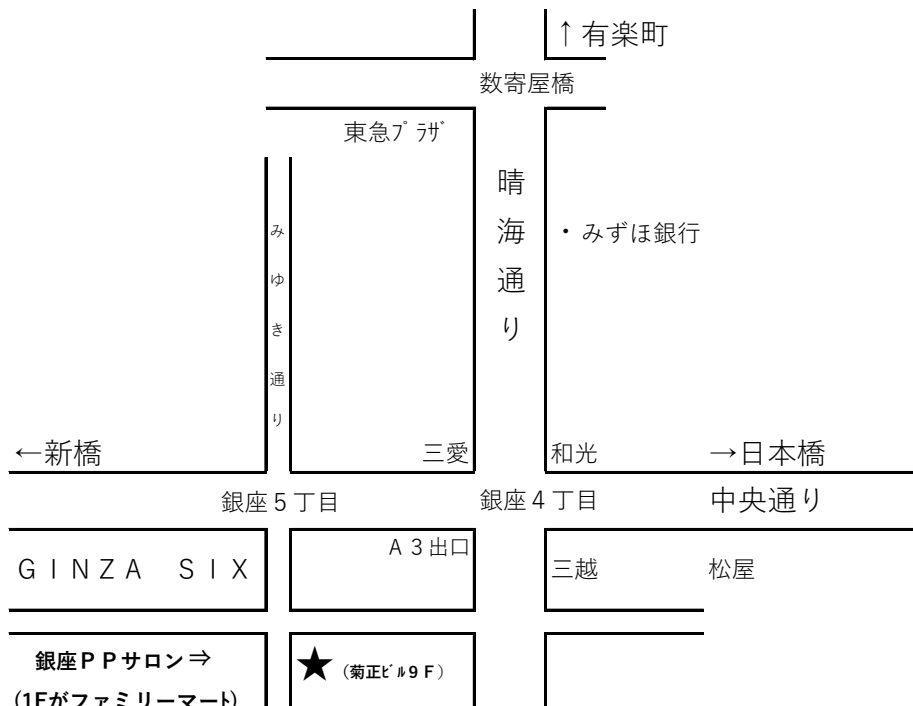 ↑有楽町
数寄屋橋
東急ﾌﾟﾗｻﾞ
晴海通り
・みずほ銀行
みゆき通り
←新橋
三愛
和光
→日本橋
銀座５丁目
銀座４丁目
中央通り
Ａ３出口
ＧＩＮＺＡ　ＳＩＸ
三越
松屋
銀座ＰＰサロン⇒
★
（菊正ﾋﾞﾙ９Ｆ）
(1Fがファミリーマート)